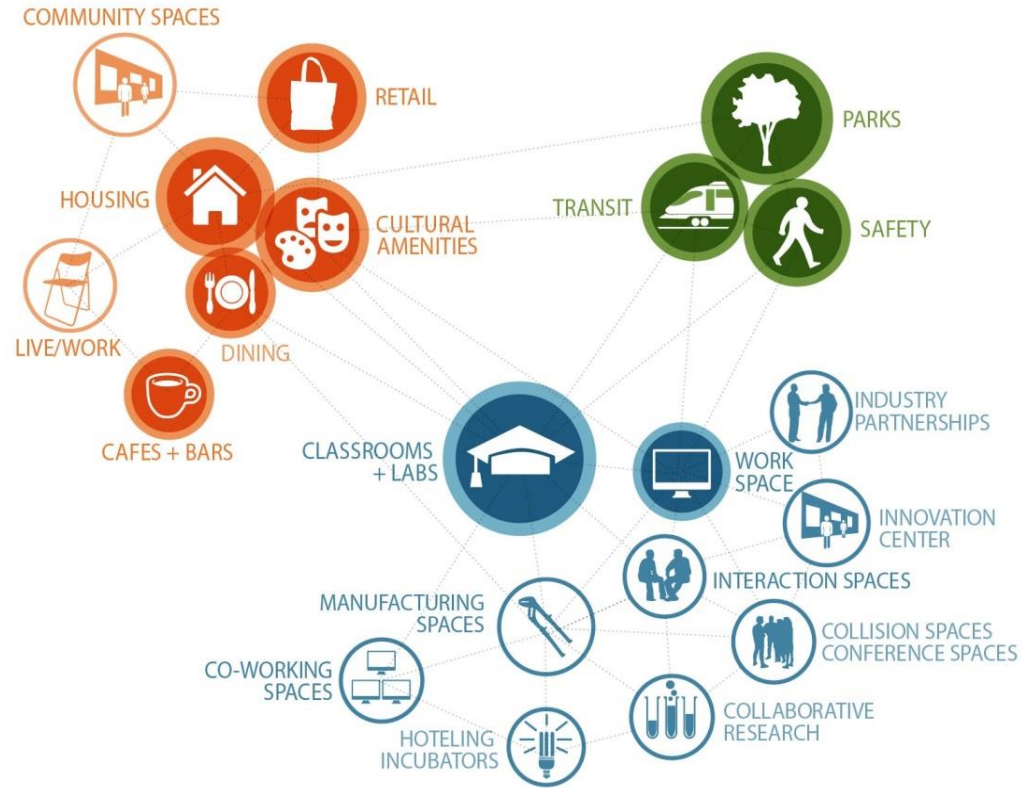 COMMUNITY SPACES
RETAIL
PARKS
HOUSING
TRANSIT
CULTURAL
AMENITIES
SAFETY
LIVE/WORK
DINING
CAFES + BARS
CLASSROOMS
+ LABS
WORK
SPACE
INDUSTRY
PARTNERSHIPS
INNOVATION
CENTER
INTERACTION SPACES
MANUFACTURING
SPACES
COLLISION SPACES
CONFERENCE SPACES
CO-WORKING
SPACES
COLLABORATIVE
RESEARCH
HOTELING
INCUBATORS